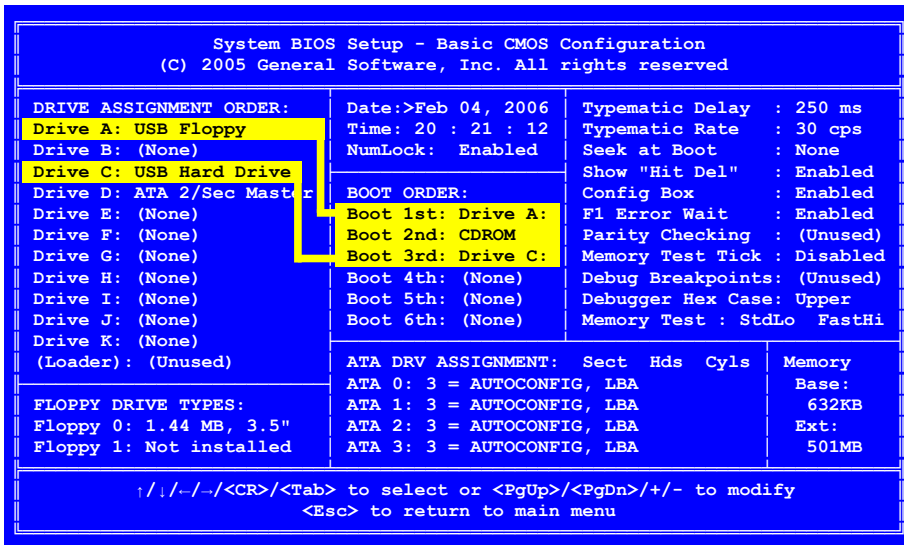 System BIOS Setup - Basic CMOS Configuration
(C) 2005 General Software, Inc. All rights reserved
DRIVE ASSIGNMENT ORDER:
Drive A: USB Floppy
Drive B: (None)
Drive C: USB Hard Drive
Drive D: ATA 2/Sec Master
Drive E: (None)
Drive F: (None)
Drive G: (None)
Drive H: (None)
Drive I: (None)
Drive J: (None)
Drive K: (None)
(Loader): (Unused)
FLOPPY DRIVE TYPES:
Floppy 0: 1.44 MB, 3.5"
Floppy 1: Not installed
Date:>Feb 04, 2006
Time: 20 : 21 : 12
NumLock: Enabled
BOOT ORDER:
Boot 1st: Drive A:
Boot 2nd: CDROM
Boot 3rd: Drive C:
Boot 4th: (None)
Boot 5th: (None)
Boot 6th: (None)
Typematic Delay : 250 ms
Typematic Rate : 30 cps
Seek at Boot : None
Show "Hit Del" : Enabled
Config Box : Enabled
F1 Error Wait : Enabled
Parity Checking : (Unused)
Memory Test Tick : Disabled
Debug Breakpoints: (Unused)
Debugger Hex Case: Upper
Memory Test : StdLo FastHi
ATA DRV ASSIGNMENT: Sect Hds Cyls
ATA 0: 3 = AUTOCONFIG, LBA
ATA 1: 3 = AUTOCONFIG, LBA
ATA 2: 3 = AUTOCONFIG, LBA
ATA 3: 3 = AUTOCONFIG, LBA
Memory
Base:
632KB
Ext:
501MB
↑/↓/←/→/<CR>/<Tab> to select or <PgUp>/<PgDn>/+/- to modify
<Esc> to return to main menu